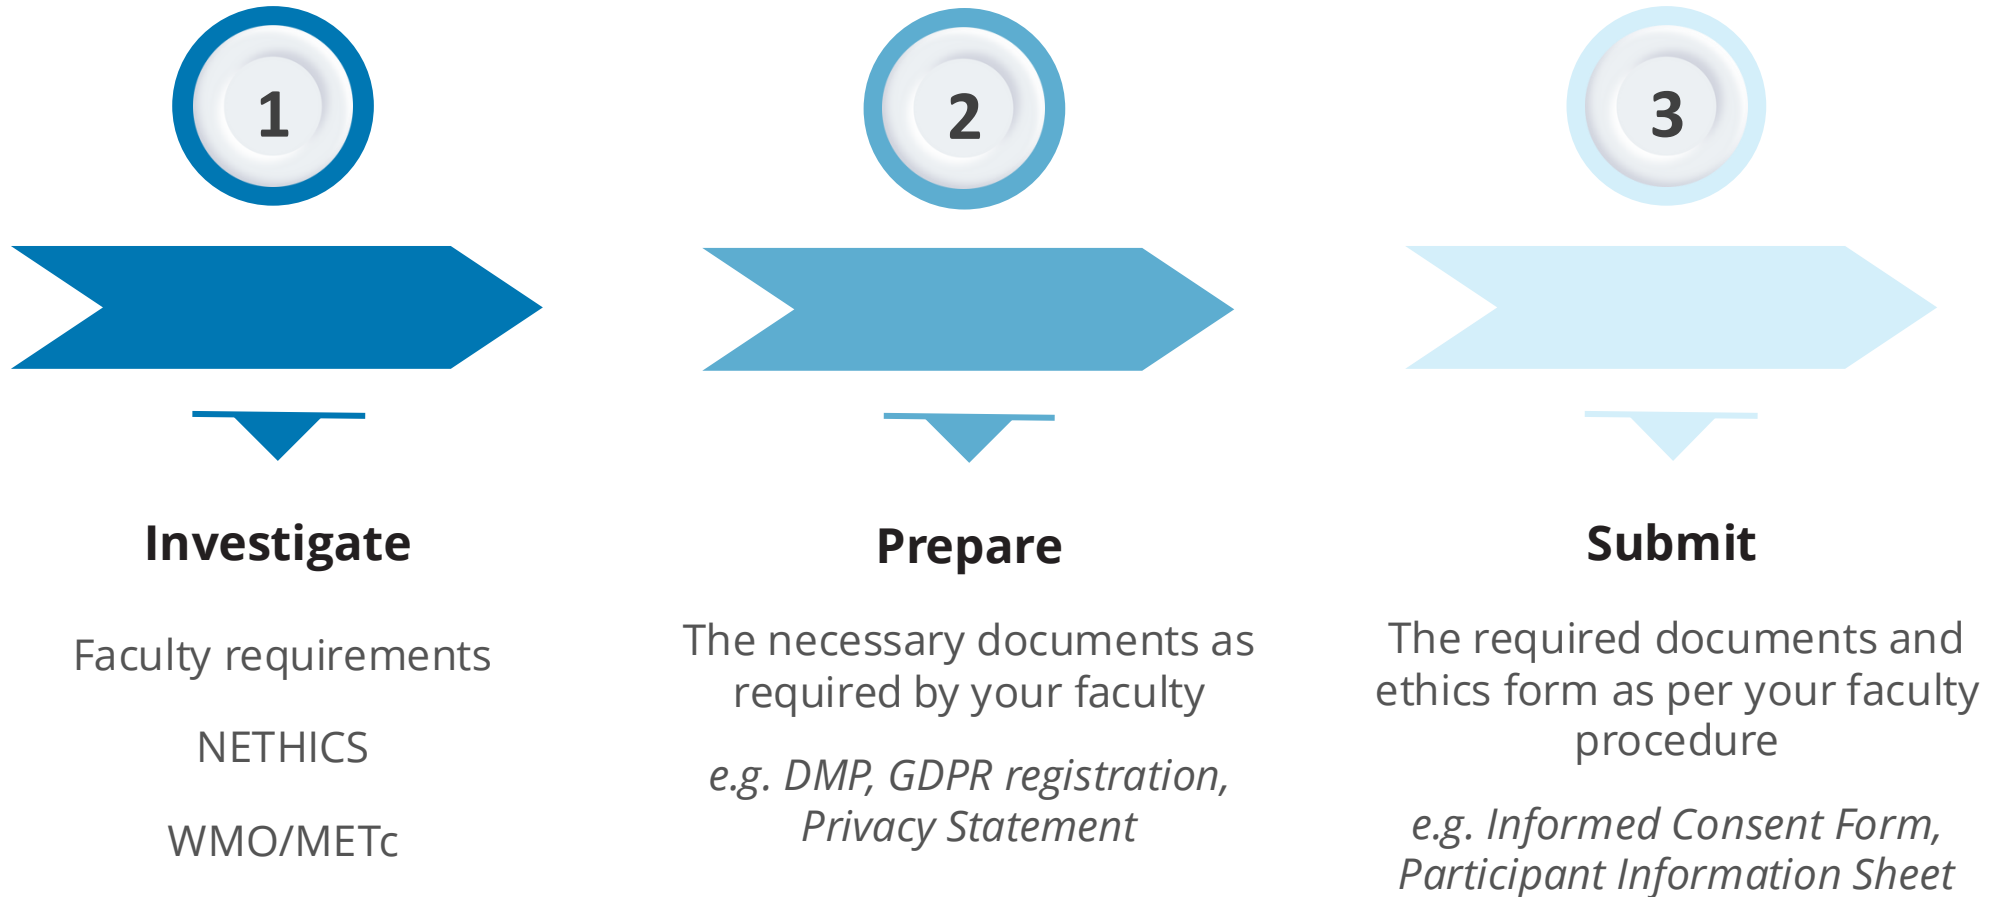 1
Investigate
Faculty requirements
NETHICS
WMO/METc
2
Prepare
The necessary documents as
required by your faculty
e.g. DMP, GDPR registration,
Privacy Statement
3
Submit
The required documents and
ethics form as per your faculty
procedure
e.g. Informed Consent Form,
Participant Information Sheet